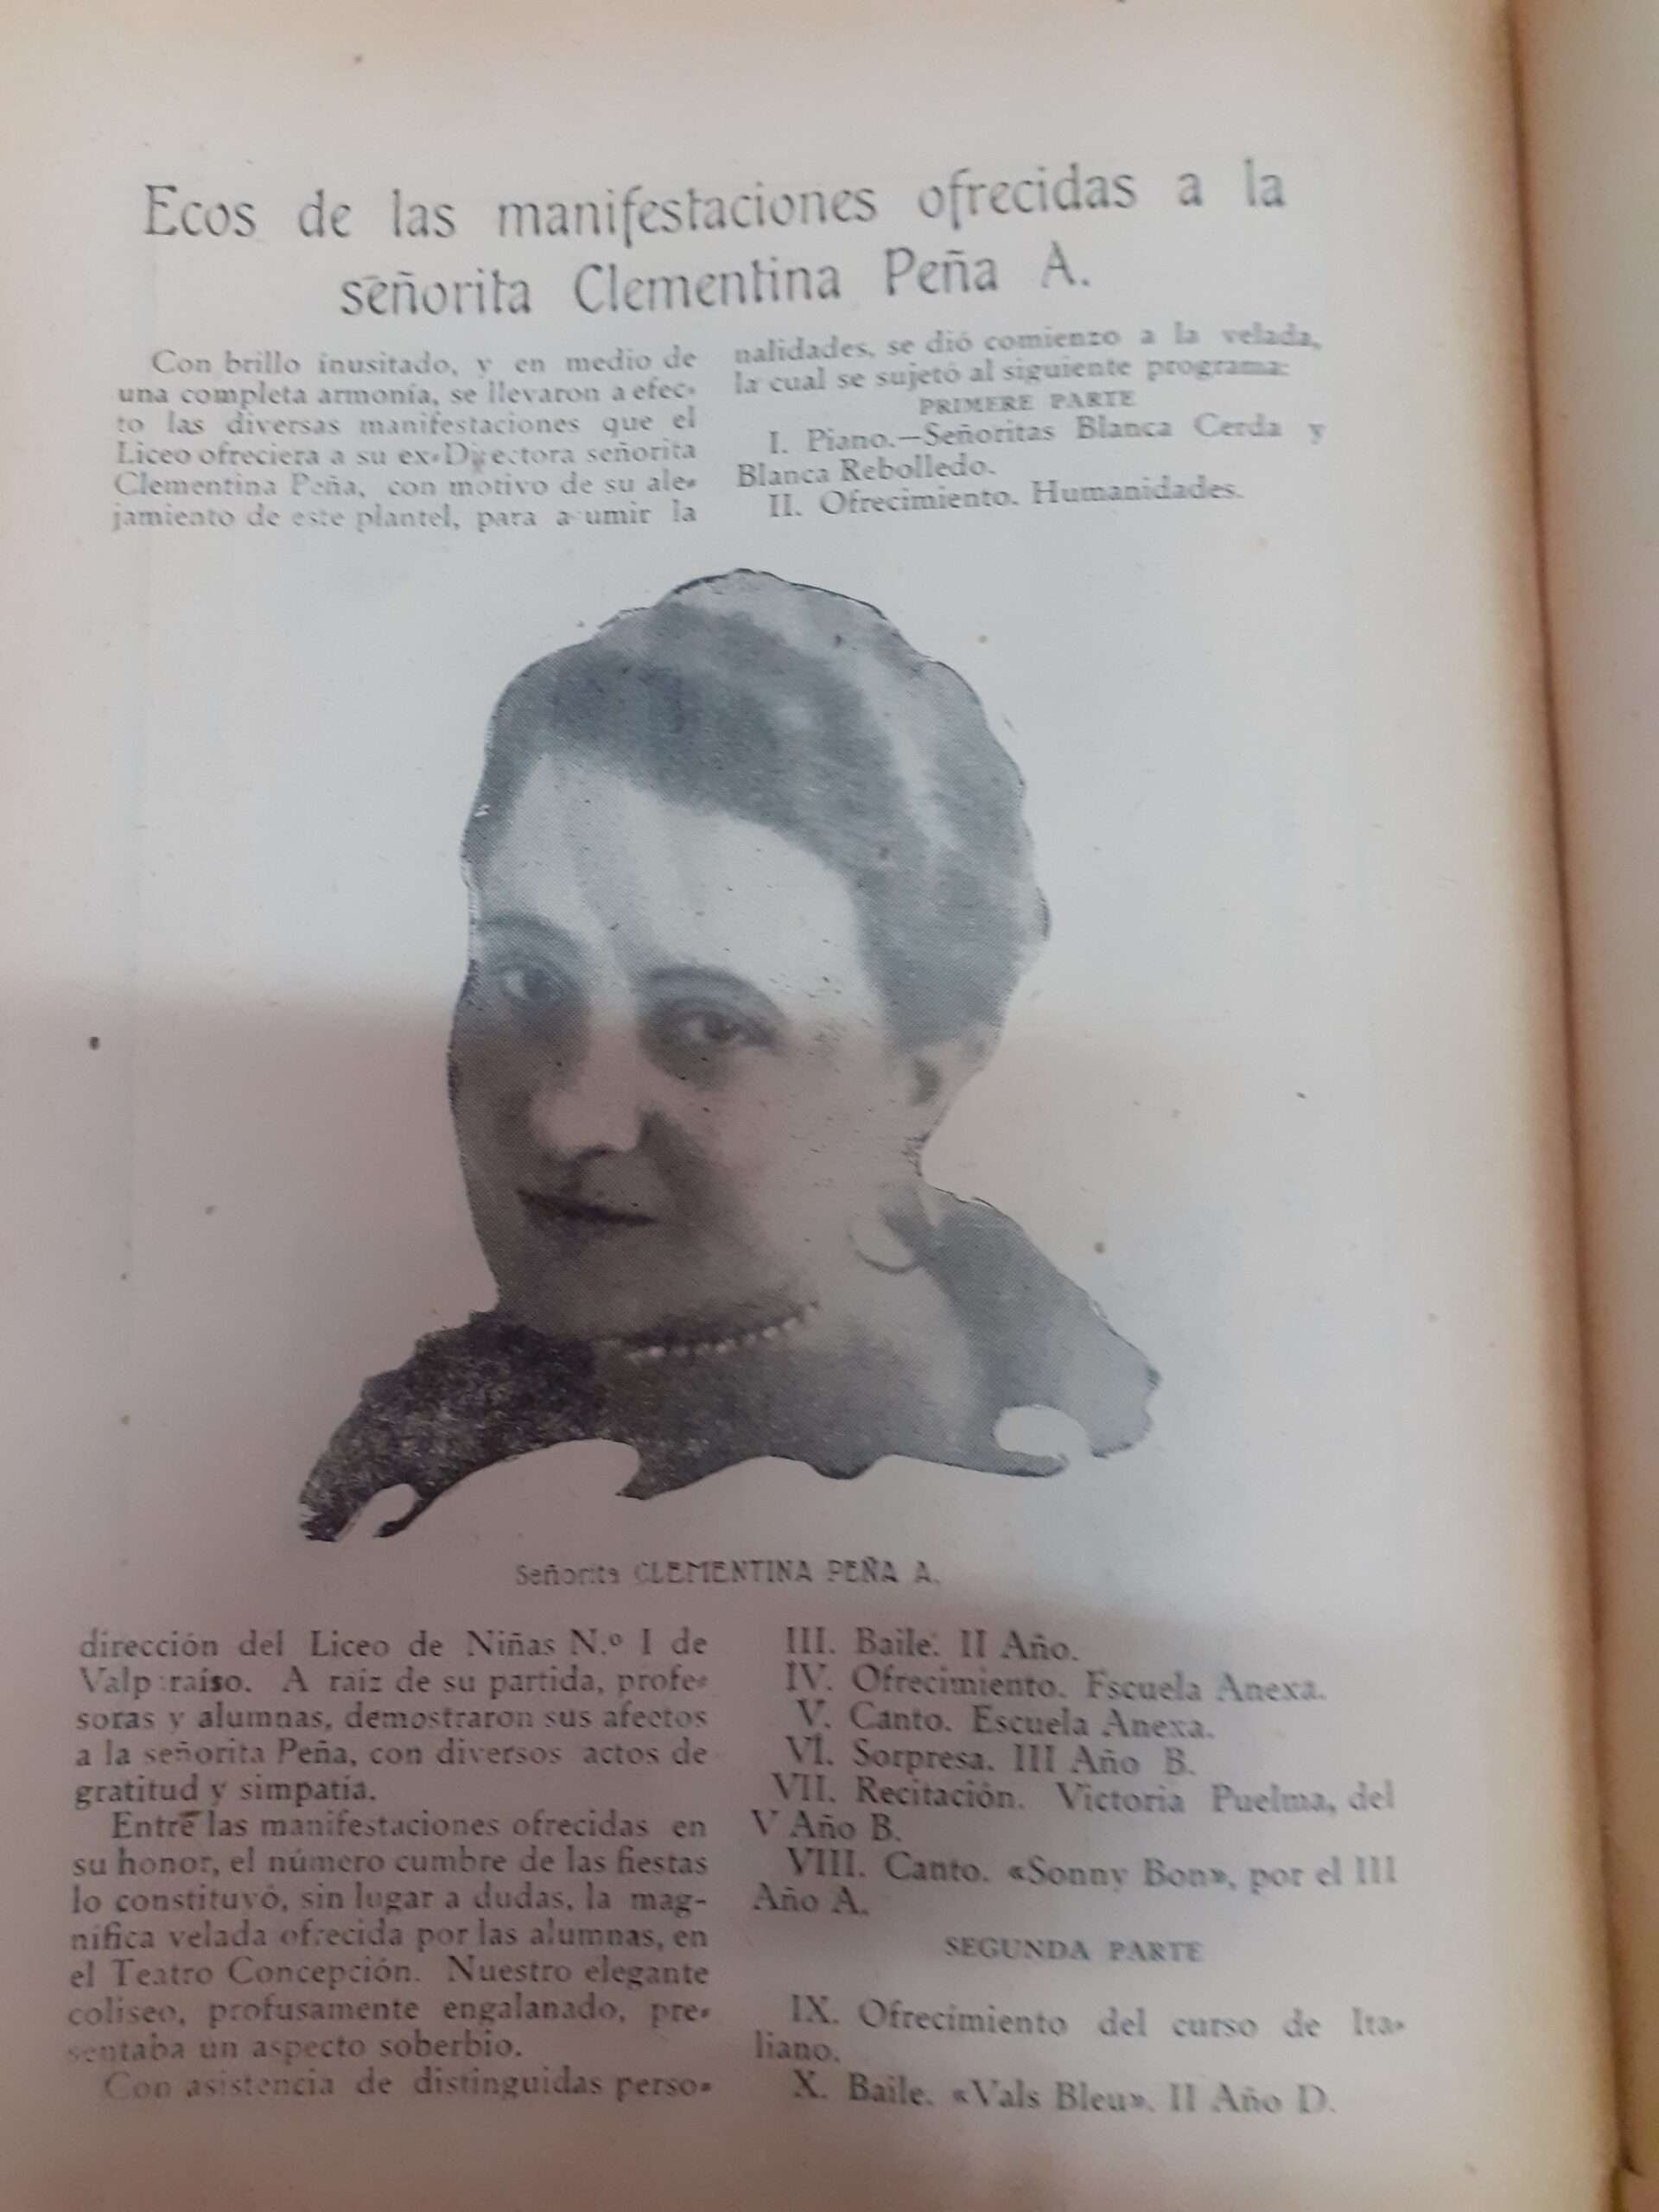 Ecos de las manifestaciones ofrecidas a la
señorita Clementina Peña A.
Con brillo inusitado, y en medio de
una completa armonía, se llevaron a efec-
to las diversas manifestaciones que el
Liceo ofreciera a su ex-Directora señorita
Clementina Peña, con motivo de su ale-
jamiento de este plantel, para asumir la
Señorita CLEMENTINA PEÑA A.
dirección del Liceo de Niñas N.º 1 de
Valparaíso. A raíz de su partida, profe-
soras y alumnas, demostraron sus afectos
a la señorita Peña, con diversos actos de
gratitud y simpatía.
Entre las manifestaciones ofrecidas en
su honor, el número cumbre de las fiestas
lo constituyó, sin lugar a dudas, la mag-
nífica velada ofrecida por las alumnas, en
el Teatro Concepción. Nuestro elegante
coliseo, profusamente engalanado, pre-
sentaba un aspecto soberbio.
Con asistencia de distinguidas perso-
nalidades, se dió comienzo a la velada,
la cual se sujetó al siguiente programa:
PRIMERE PARTE
I. Piano.—Señoritas Blanca Cerda y
Blanca Rebolledo.
II. Ofrecimiento. Humanidades.
III. Baile. II Año.
IV. Ofrecimiento. Escuela Anexa.
V. Canto. Escuela Anexa.
VI. Sorpresa. III Año B.
VII. Recitación. Victoria Puelma, del
V Año B.
VIII. Canto. «Sonny Bon», por el III
Año A.
SEGUNDA PARTE
IX. Ofrecimiento del curso de Ita-
liano.
X. Baile. «Vals Bleu». II Año D.